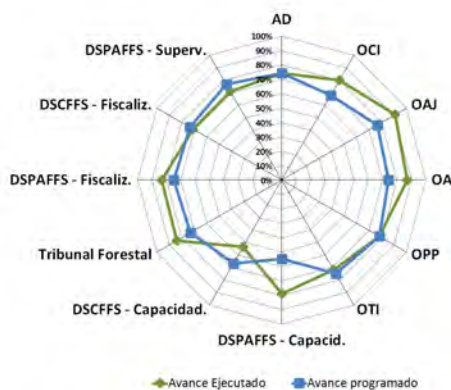 AD
100%
90%
80%
70%
60%
50%
40%
30%
20%
10%
0%
OCI
OAJ
OA
OPP
OTI
DSPAFFS - Capacid.
DSCFFS - Capacidad.
Tribunal Forestal
DSPAFFS - Fiscaliz.
DSCFFS - Fiscaliz.
DSPAFFS - Superv.
Avance Ejecutado
Avance programado